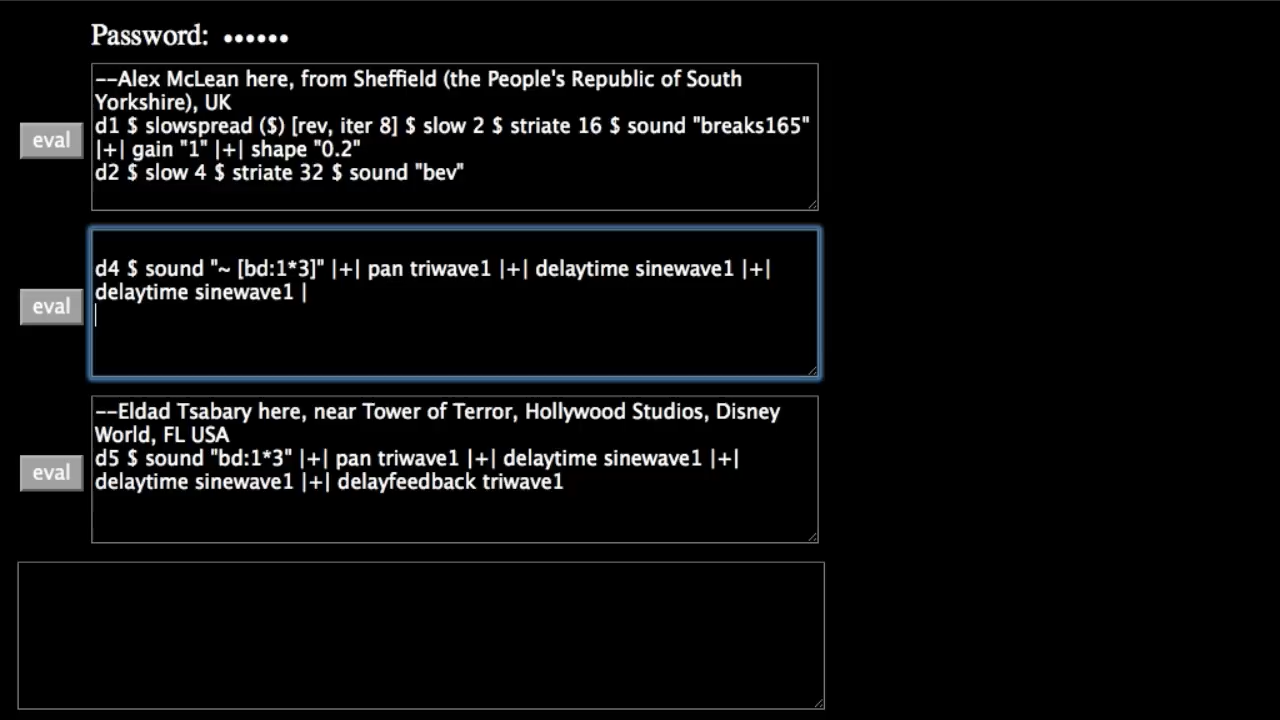 Password: ••••••
--Alex McLean here, from Sheffield (the People's Republic of South
Yorkshire), UK
eval
d1 $ slowspread ($) [rev, iter 8] $ slow 2 $ striate 16 $ sound "breaks165"
|+| gain "1" |+| shape "0.2"
d2 $ slow 4 $ striate 32 $ sound "bev"
d4 $ sound "~ [bd:1*3]" |+| pan triwave1 |+| delaytime sinewave1 |+|
delaytime sinewave1 |
eval
--Eldad Tsabary here, near Tower of Terror, Hollywood Studios, Disney
World, FL USA
d5 $ sound "bd:1*3" |+| pan triwave1 |+| delaytime sinewave1 |+|
eval
delaytime sinewave1 |+| delayfeedback triwave1